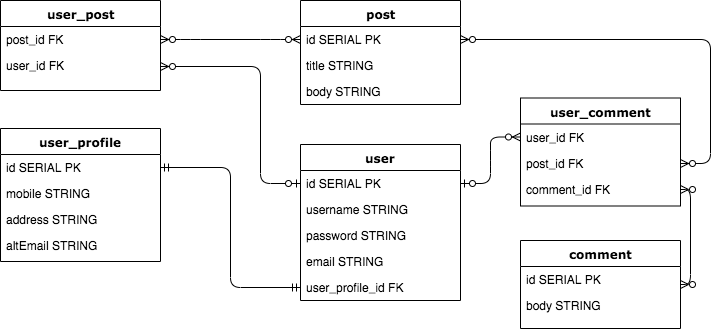 user_post
post_id FK
user_id FK
post
id SERIAL PK
title STRING
body STRING
user_profile
id SERIAL PK
mobile STRING
address STRING
altEmail STRING
user
id SERIAL PK
username STRING
password STRING
email STRING
user_profile_id FK
user_comment
user_id FK
post_id FK
comment_id FK
comment
id SERIAL PK
body STRING